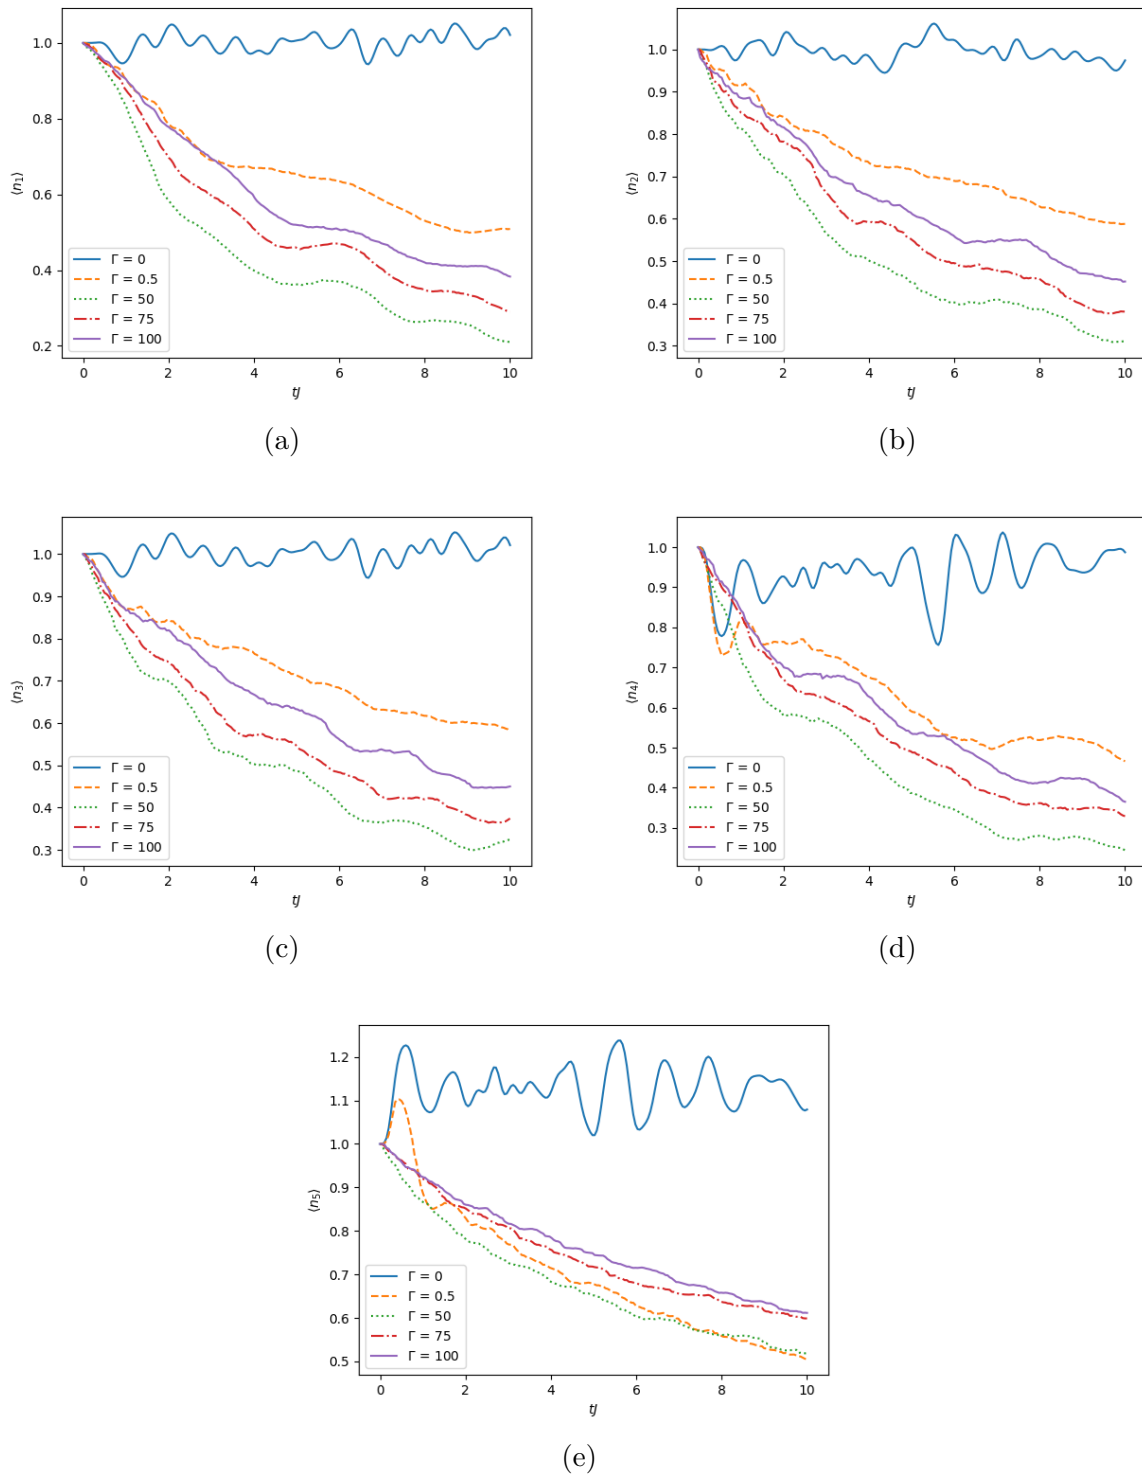 1.0
0.8
0.6
0.4
0.2
⟨n₁⟩
Γ = 0
Γ = 0.5
Γ = 50
Γ = 75
Γ = 100
0 2 4 6 8 10
tJ
(a)
1.0
0.9
0.8
0.7
0.6
0.5
0.4
0.3
⟨n₂⟩
Γ = 0
Γ = 0.5
Γ = 50
Γ = 75
Γ = 100
0 2 4 6 8 10
tJ
(b)
1.0
0.9
0.8
0.7
0.6
0.5
0.4
0.3
⟨n₃⟩
Γ = 0
Γ = 0.5
Γ = 50
Γ = 75
Γ = 100
0 2 4 6 8 10
tJ
(c)
1.0
0.9
0.8
0.7
0.6
0.5
0.4
0.3
⟨n₄⟩
Γ = 0
Γ = 0.5
Γ = 50
Γ = 75
Γ = 100
0 2 4 6 8 10
tJ
(d)
1.2
1.1
1.0
0.9
0.8
0.7
0.6
0.5
⟨n₅⟩
Γ = 0
Γ = 0.5
Γ = 50
Γ = 75
Γ = 100
0 2 4 6 8 10
tJ
(e)